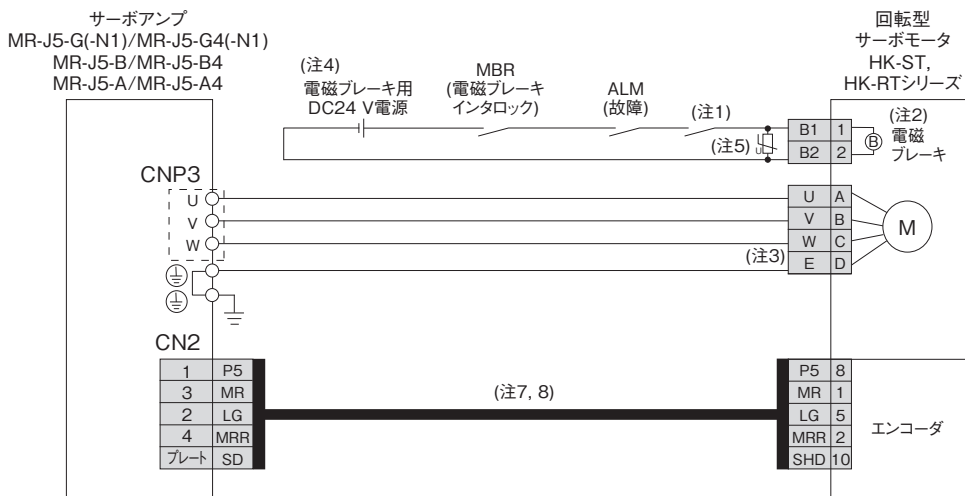 サーボアンプ
MR-J5-G(-N1)/MR-J5-G4(-N1)
MR-J5-B/MR-J5-B4
MR-J5-A/MR-J5-A4
回転型
サーボモータ
HK-ST,
HK-RTシリーズ
(注4)
電磁ブレーキ用
DC24 V電源
MBR
(電磁ブレーキ
インタロック)
ALM
(故障)
(注1)
(注5)
U
B1 1
B2 2
B
(注2)
電磁
ブレーキ
CNP3
U
V
W
(注3)
U A
V B
W C
E D
M
CN2
1 P5
3 MR
2 LG
4 MRR
プレート SD
(注7, 8)
P5 8
MR 1
LG 5
MRR 2
SHD 10
エンコーダ